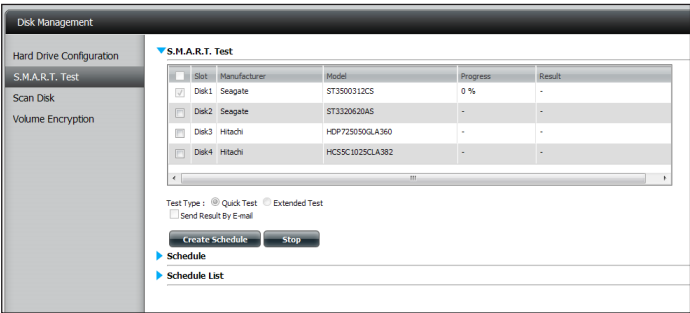 Disk Management
Hard Drive Configuration
S.M.A.R.T. Test
Scan Disk
Volume Encryption
S.M.A.R.T. Test
Slot Manufacturer Model Progress Result
Disk1 Seagate ST3500312CS 0 % -
Disk2 Seagate ST3320620AS - -
Disk3 Hitachi HDP725050GLA360 - -
Disk4 Hitachi HCS5C1025CLA382 - -
Test Type : Quick Test Extended Test
Send Result By E-mail
Create Schedule Stop
Schedule
Schedule List